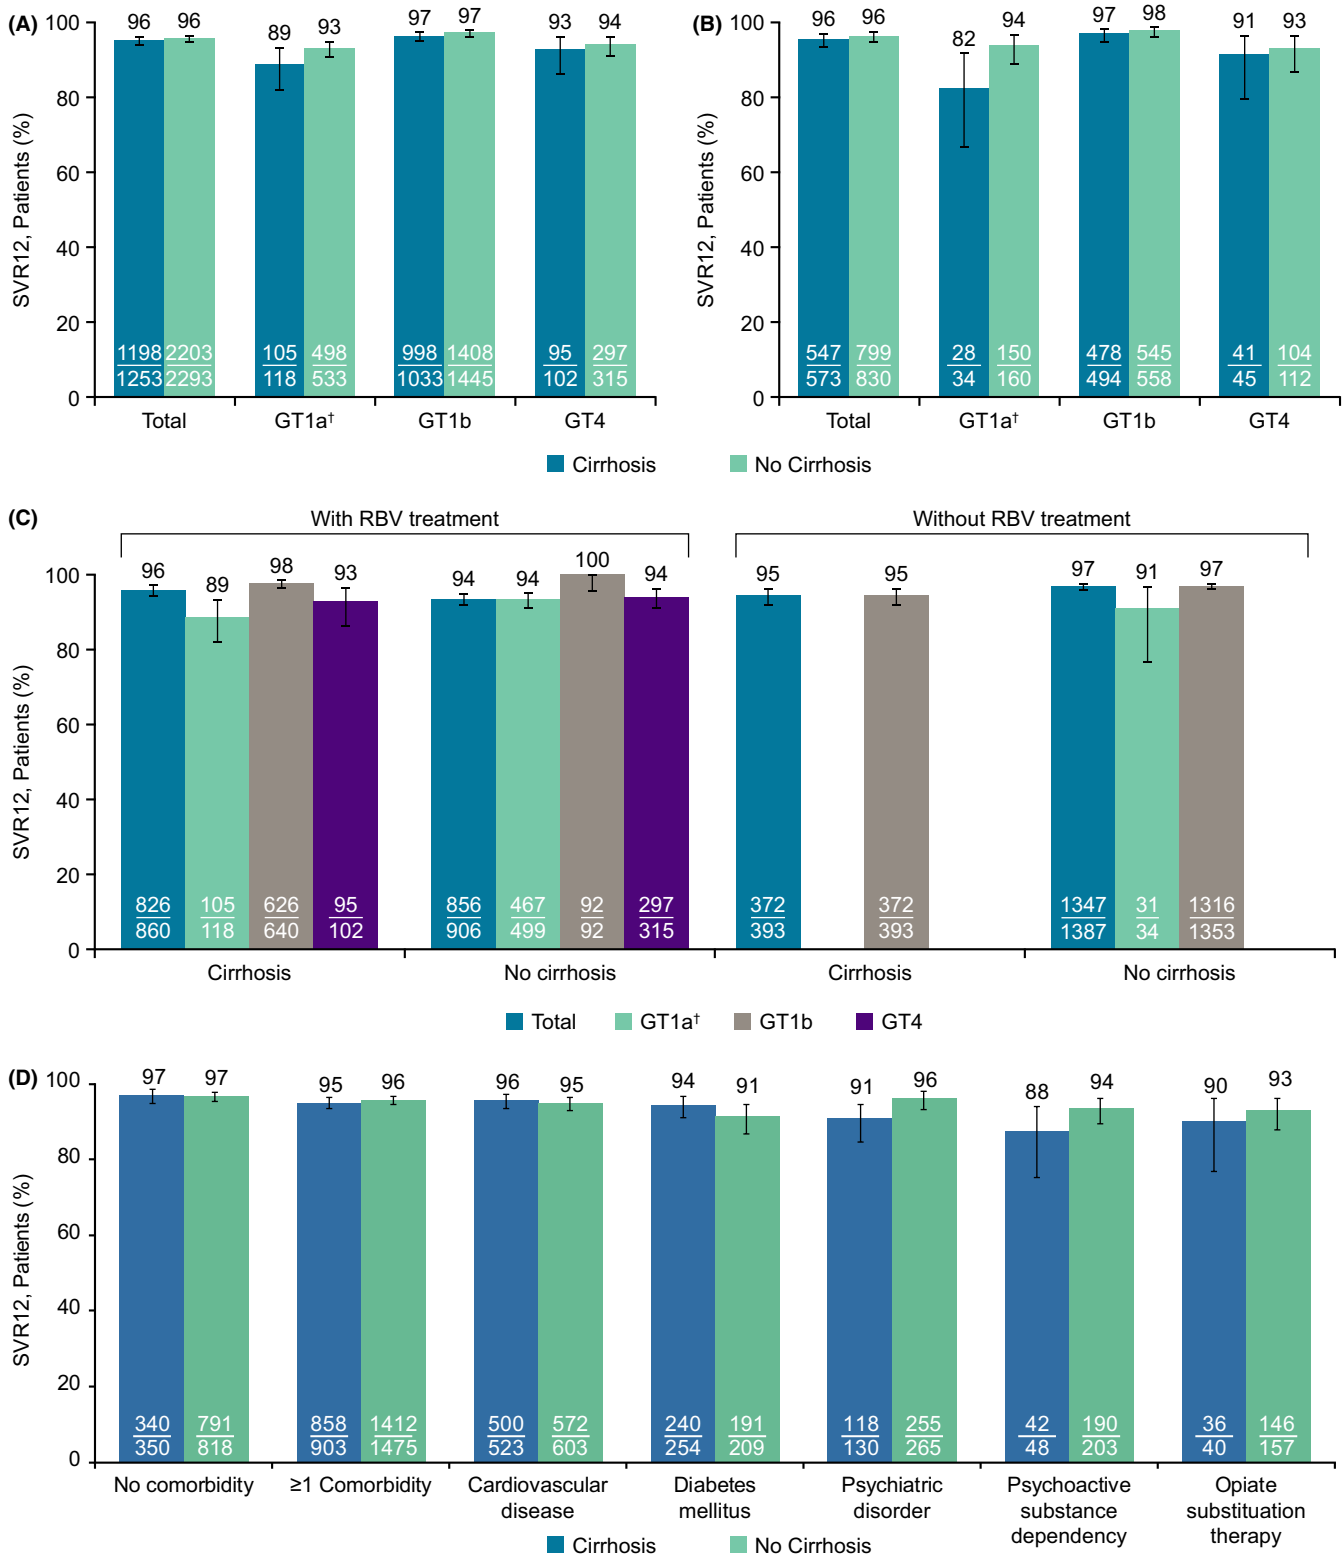 (A)
SVR12, Patients (%)
100
80
60
40
20
0
96 96 89 93 97 97 93 94
1198 2203 105 498 998 1408 95 297
1253 2293 118 533 1033 1445 102 315
Total GT1a† GT1b GT4
(B)
SVR12, Patients (%)
100
80
60
40
20
0
96 96 82 94 97 98 91 93
547 799 28 150 478 545 41 104
573 830 34 160 494 558 45 112
Total GT1a† GT1b GT4
Cirrhosis No Cirrhosis
(C)
With RBV treatment Without RBV treatment
SVR12, Patients (%)
100
80
60
40
20
0
96 89 98 93 94 94 100 94 95 95 97 91 97
826 105 626 95 856 467 92 297 372 372 1347 31 1316
860 118 640 102 906 499 92 315 393 393 1387 34 1353
Cirrhosis No cirrhosis Cirrhosis No cirrhosis
Total GT1a† GT1b GT4
(D)
SVR12, Patients (%)
100
80
60
40
20
0
97 97 95 96 96 95 94 91 91 96 88 94 90 93
340 791 858 1412 500 572 240 191 118 255 42 190 36 146
350 818 903 1475 523 603 254 209 130 265 48 203 40 157
No comorbidity ≥1 Comorbidity Cardiovascular Diabetes Psychiatric Psychoactive Opiate
disease mellitus disorder substance substituation
dependency therapy
Cirrhosis No Cirrhosis